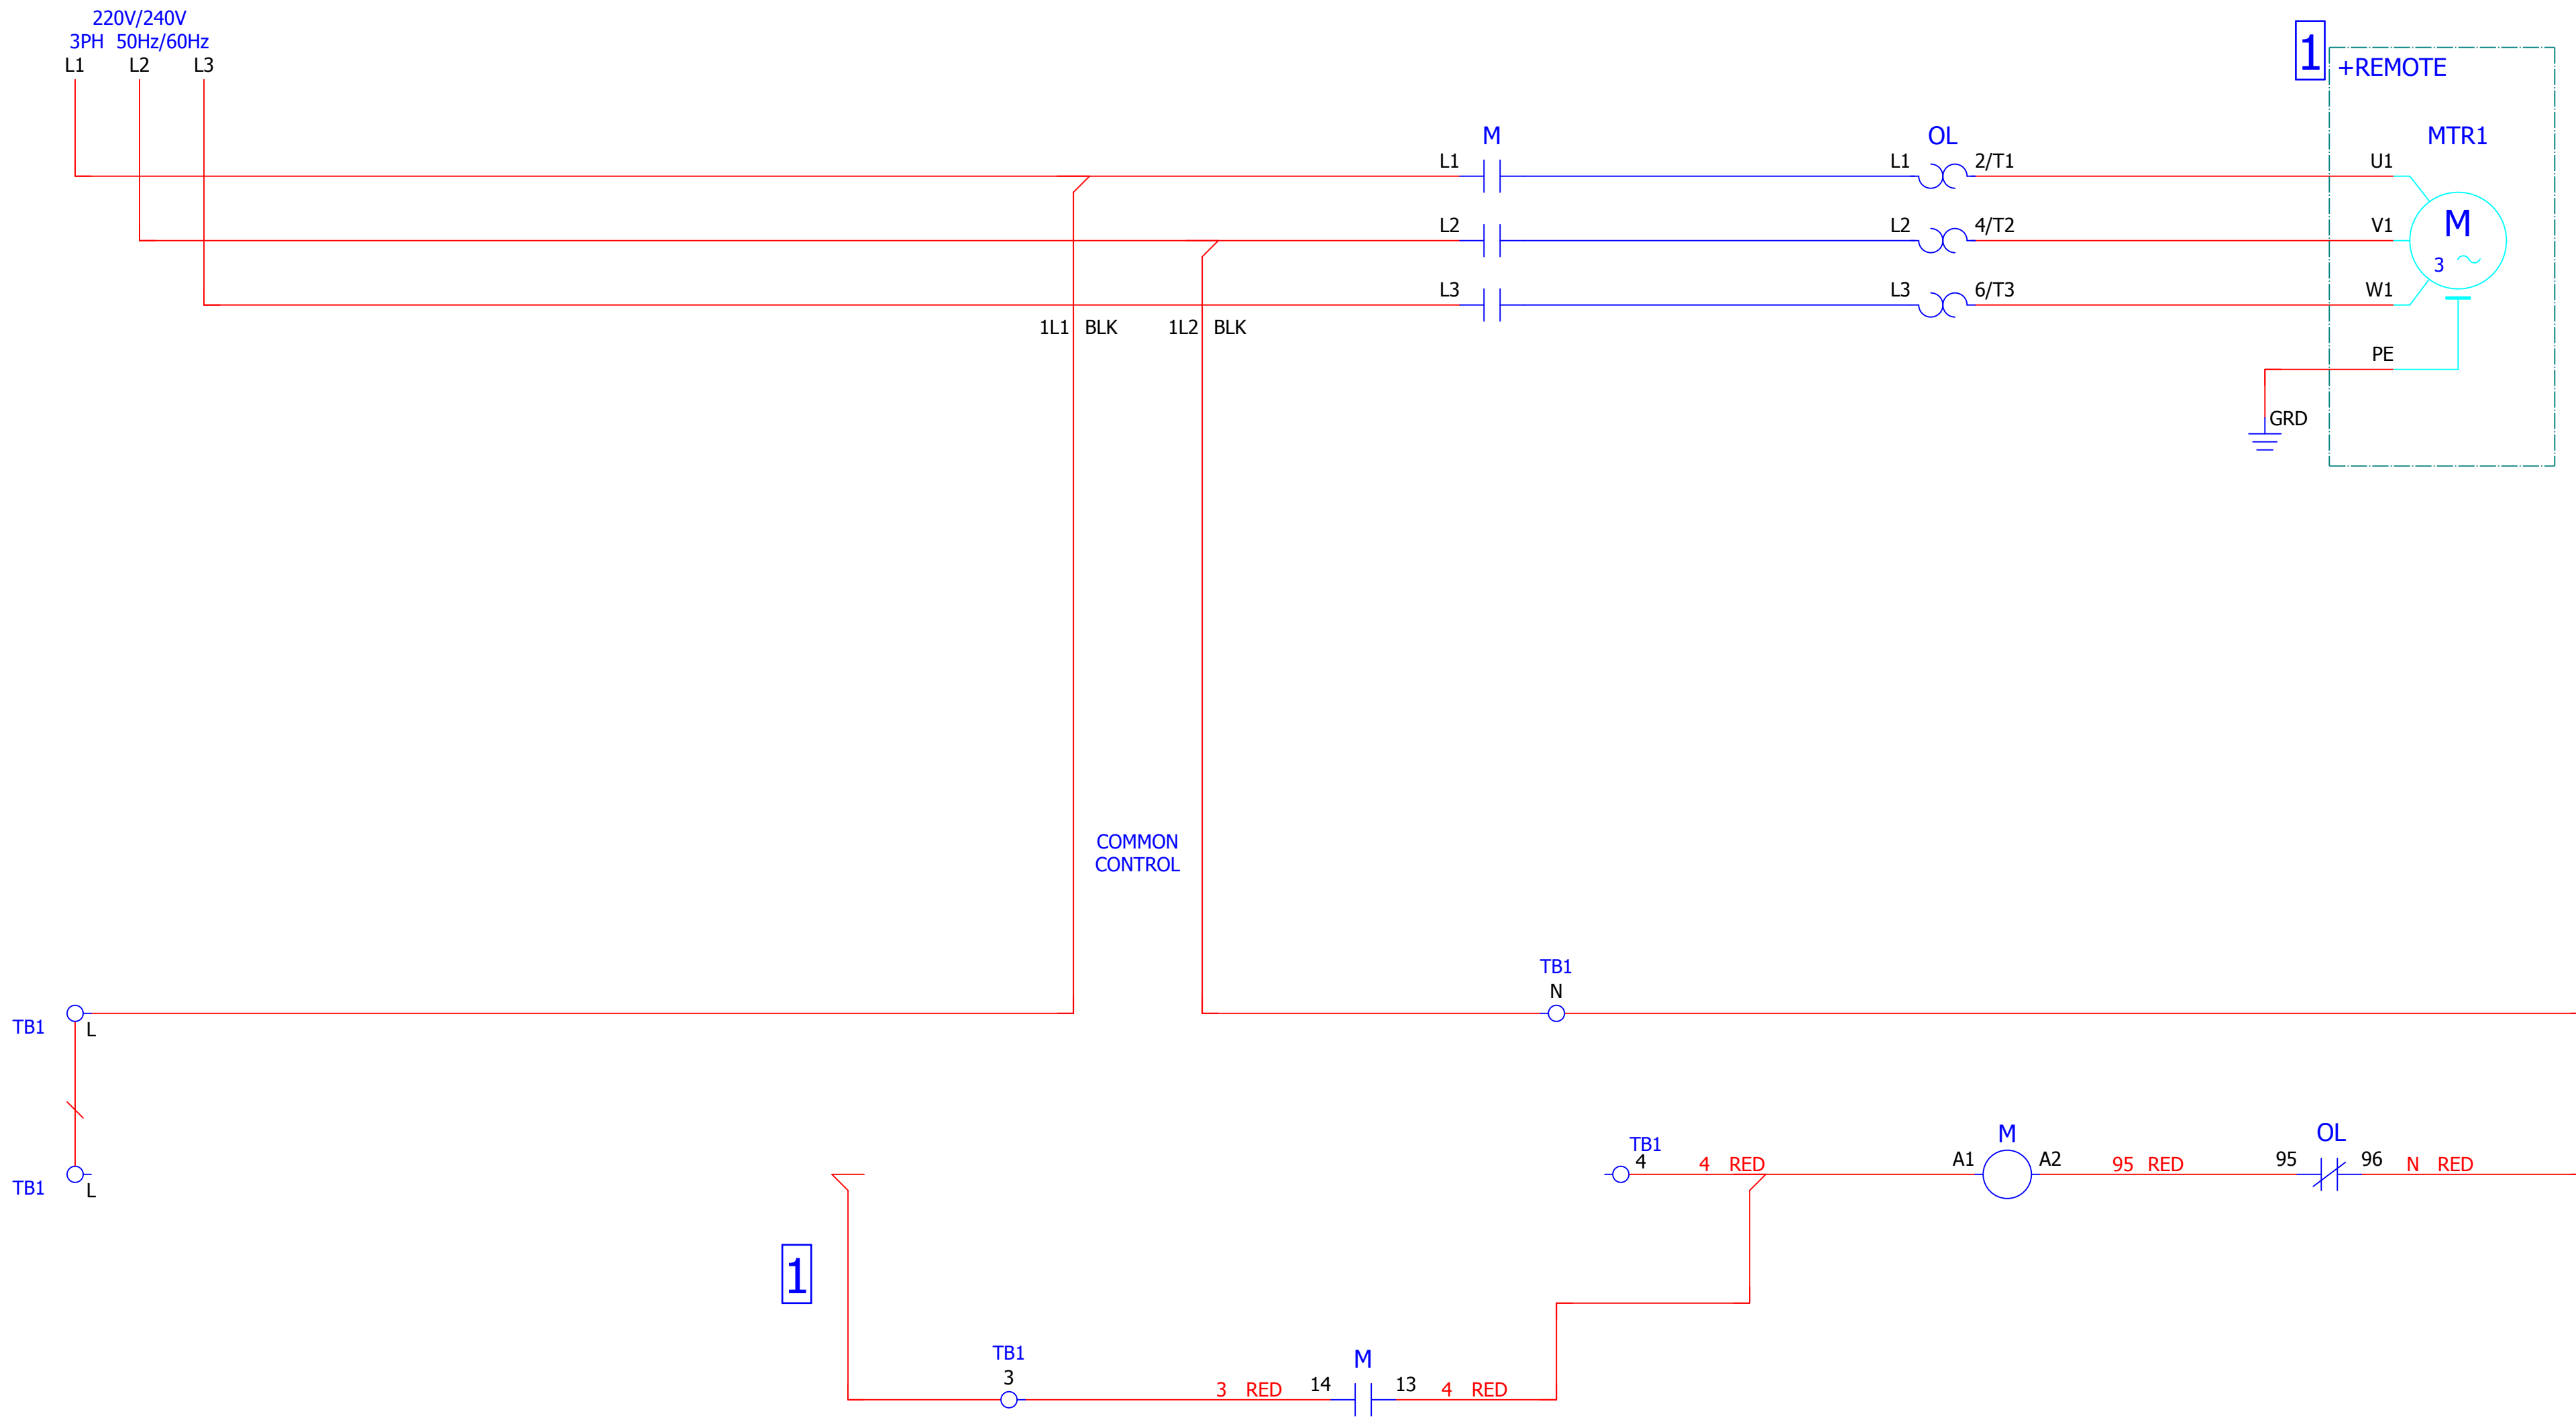 220V/240V
3PH 50Hz/60Hz
L1 L2 L3
1
+REMOTE
M OL MTR1
L1 L1 2/T1 U1
L2 L2 4/T2 V1
M
3
L3 L3 6/T3 W1
1L1 BLK 1L2 BLK
PE
GRD
COMMON
CONTROL
TB1
N
TB1 L
TB1
4 4 RED
M
A1 A2 95 RED
OL
95 96 N RED
TB1 L
1
TB1
3
M
3 RED 14 13 4 RED